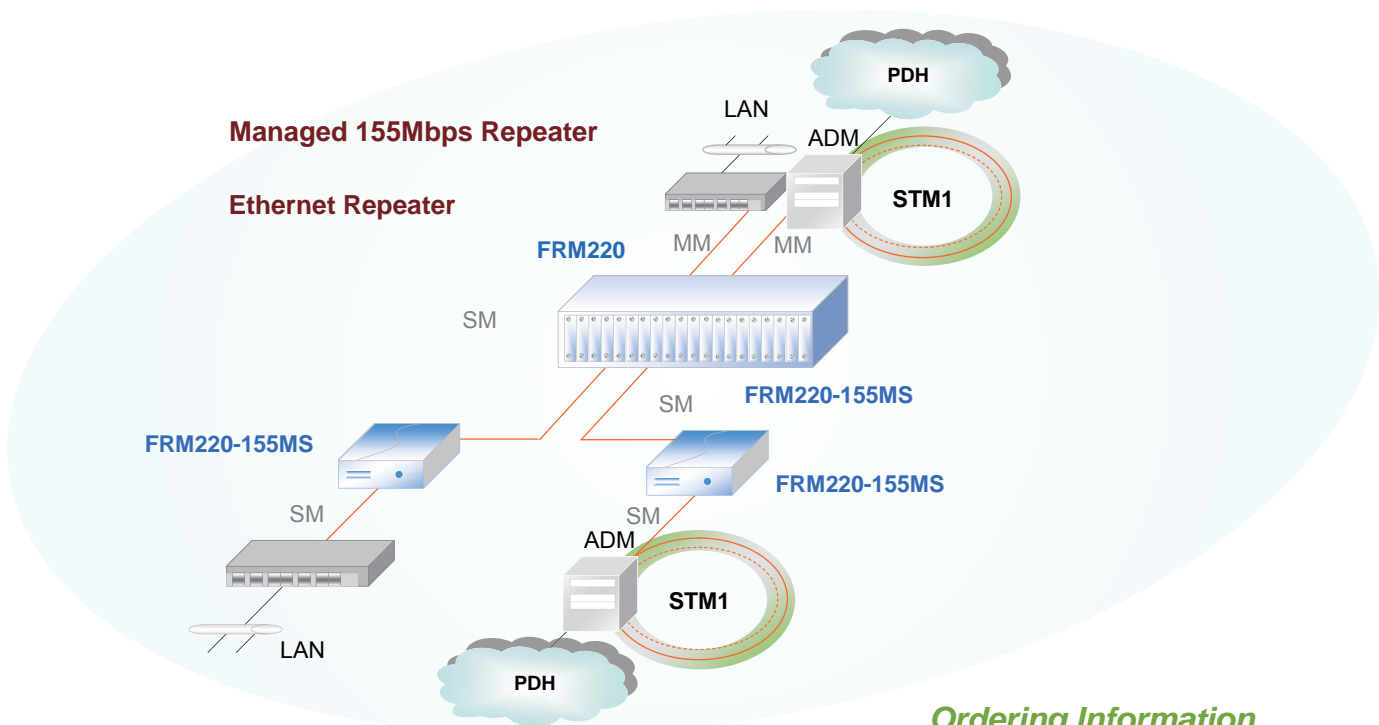 PDH
LAN
Managed 155Mbps Repeater
ADM
STM1
Ethernet Repeater
MM
MM
FRM220
SM
FRM220-155MS
SM
FRM220-155MS
FRM220-155MS
SM
SM
ADM
STM1
LAN
PDH
Ordering Information